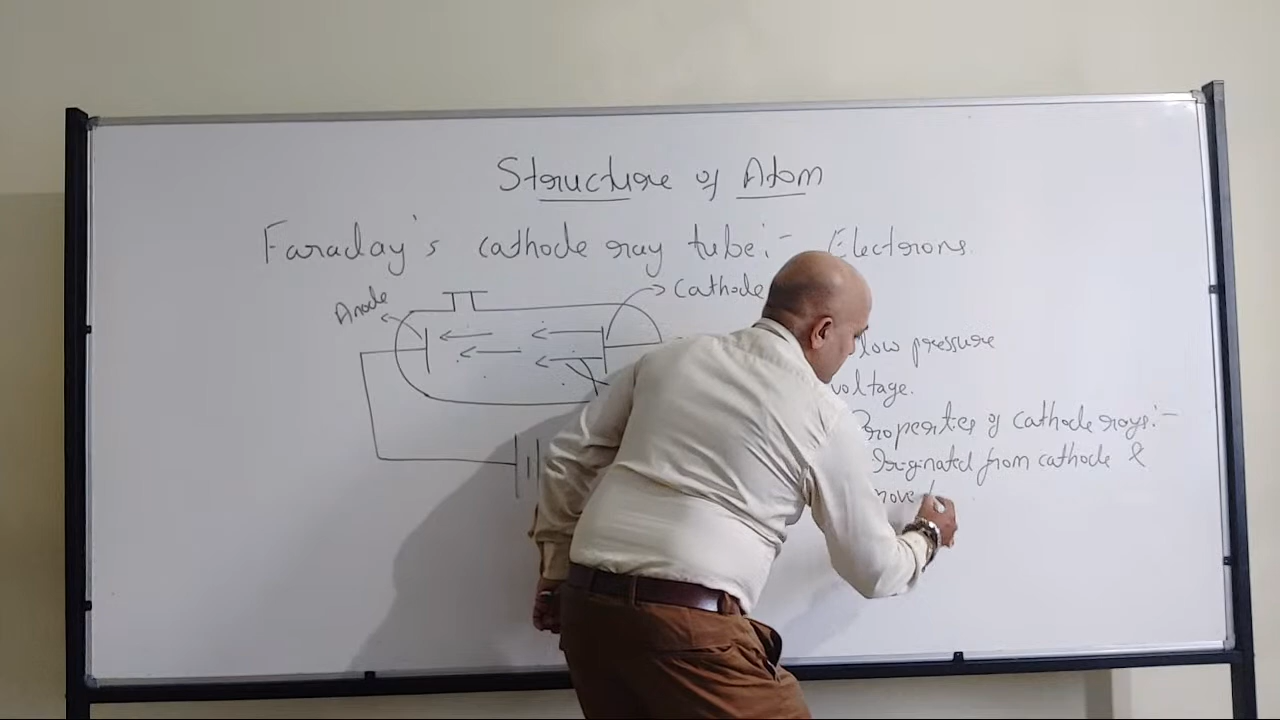 Structure of Atom
Faraday's cathode ray tube:- Electrons.
Anode
Cathode
low pressure
voltage.
Properties of cathode rays:-
Originated from cathode &
move